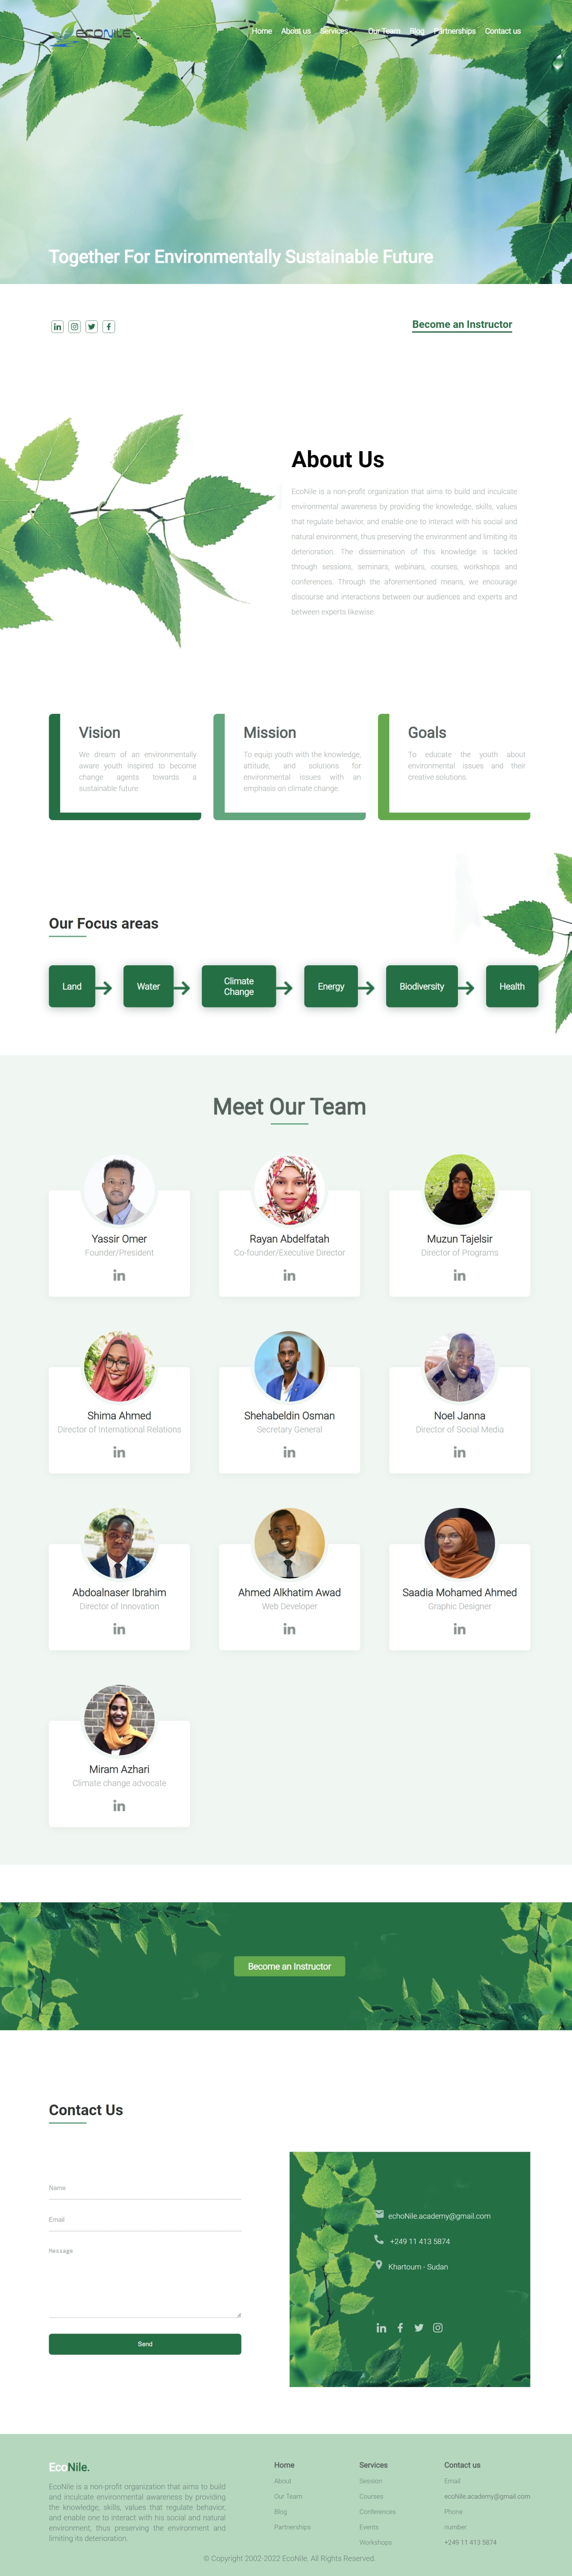 ECONILE
Home About us Services Our Team Blog Partnerships Contact us
Together For Environmentally Sustainable Future
Become an Instructor
About Us
EcoNile is a non-profit organization that aims to build and inculcate
environmental awareness by providing the knowledge, skills, values
that regulate behavior, and enable one to interact with his social and
natural environment, thus preserving the environment and limiting its
deterioration. The dissemination of this knowledge is tackled
through sessions, seminars, webinars, courses, workshops and
conferences. Through the aforementioned means, we encourage
discourse and interactions between our audiences and experts and
between experts likewise.
Vision
We dream of an environmentally
aware youth inspired to become
change agents towards a
sustainable future.
Mission
To equip youth with the knowledge,
attitude, and solutions for
environmental issues with an
emphasis on climate change.
Goals
To educate the youth about
environmental issues and their
creative solutions.
Our Focus areas
Land
Water
Climate
Change
Energy
Biodiversity
Health
Meet Our Team
Yassir Omer
Founder/President
Rayan Abdelfatah
Co-founder/Executive Director
Muzun Tajelsir
Director of Programs
Shima Ahmed
Director of International Relations
Shehabeldin Osman
Secretary General
Noel Janna
Director of Social Media
Abdoalnaser Ibrahim
Director of Innovation
Ahmed Alkhatim Awad
Web Developer
Saadia Mohamed Ahmed
Graphic Designer
Miram Azhari
Climate change advocate
Become an Instructor
Contact Us
Name
Email
Message
Send
echoNile.academy@gmail.com
+249 11 413 5874
Khartoum - Sudan
EcoNile.
EcoNile is a non-profit organization that aims to build
and inculcate environmental awareness by providing
the knowledge, skills, values that regulate behavior,
and enable one to interact with his social and natural
environment, thus preserving the environment and
limiting its deterioration.
Home
About
Our Team
Blog
Partnerships
Services
Session
Courses
Conferences
Events
Workshops
Contact us
Email
ecoNile.academy@gmail.com
Phone
number
+249 11 413 5874
© Copyright 2002-2022 EcoNile. All Rights Reserved.